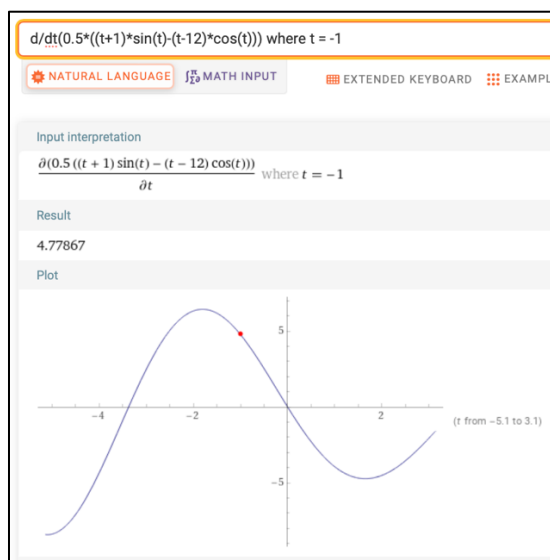 d/dt(0.5*((t+1)*sin(t)-(t-12)*cos(t))) where t = -1
NATURAL LANGUAGE
MATH INPUT
EXTENDED KEYBOARD
EXAMPL
Input interpretation
∂(0.5 ((t + 1) sin(t) − (t − 12) cos(t)))
∂t
where t = −1
Result
4.77867
Plot
5
−4
−2
2
(t from −5.1 to 3.1)
−5